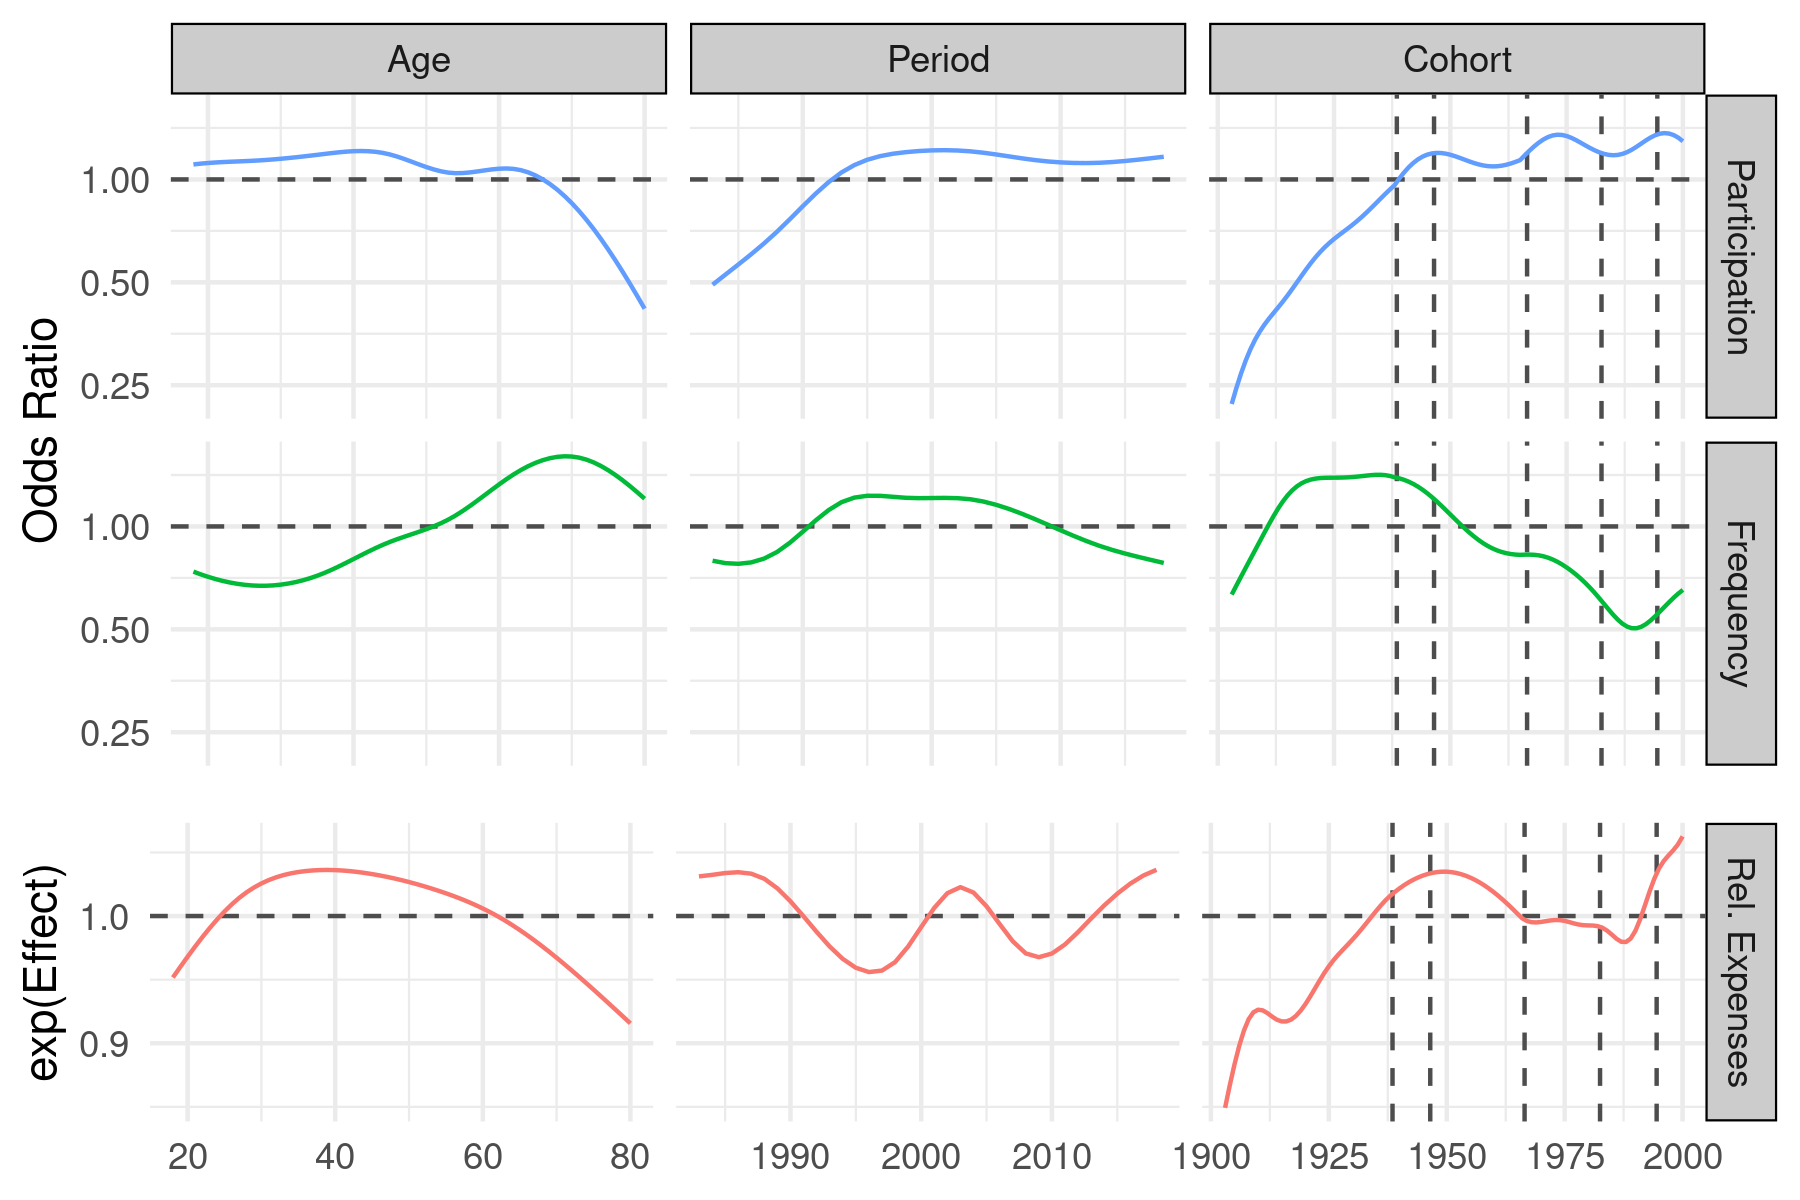 Age
Period
Cohort
Odds Ratio
1.00
0.50
0.25
Participation
1.00
0.50
0.25
Frequency
exp(Effect)
1.0
0.9
Rel. Expenses
20 40 60 80 1990 2000 2010 1900 1925 1950 1975 2000